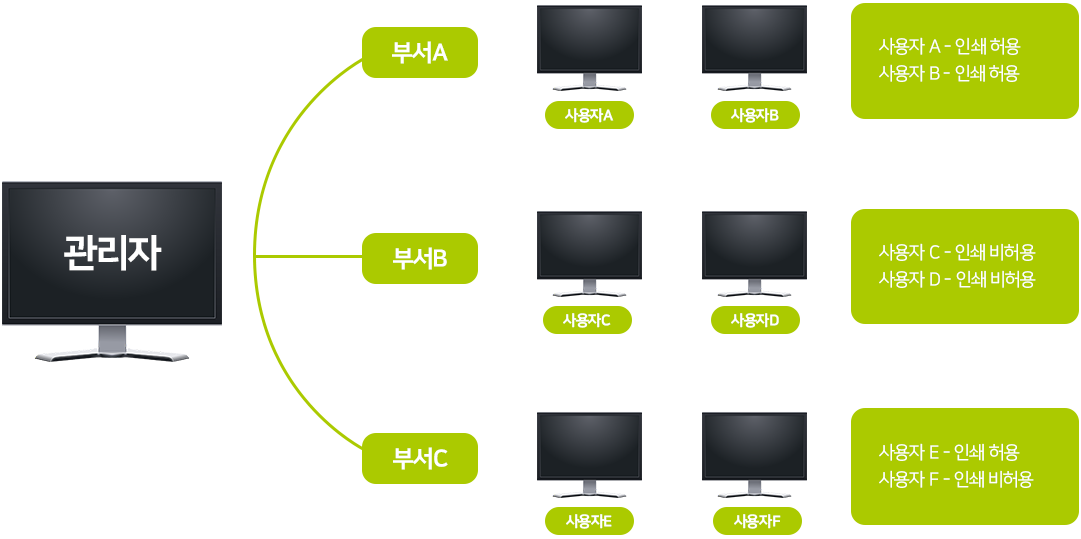 관리자
부서A
사용자A
사용자B
사용자 A - 인쇄 허용
사용자 B - 인쇄 허용
부서B
사용자C
사용자D
사용자 C - 인쇄 비허용
사용자 D - 인쇄 비허용
부서C
사용자E
사용자F
사용자 E - 인쇄 허용
사용자 F - 인쇄 비허용